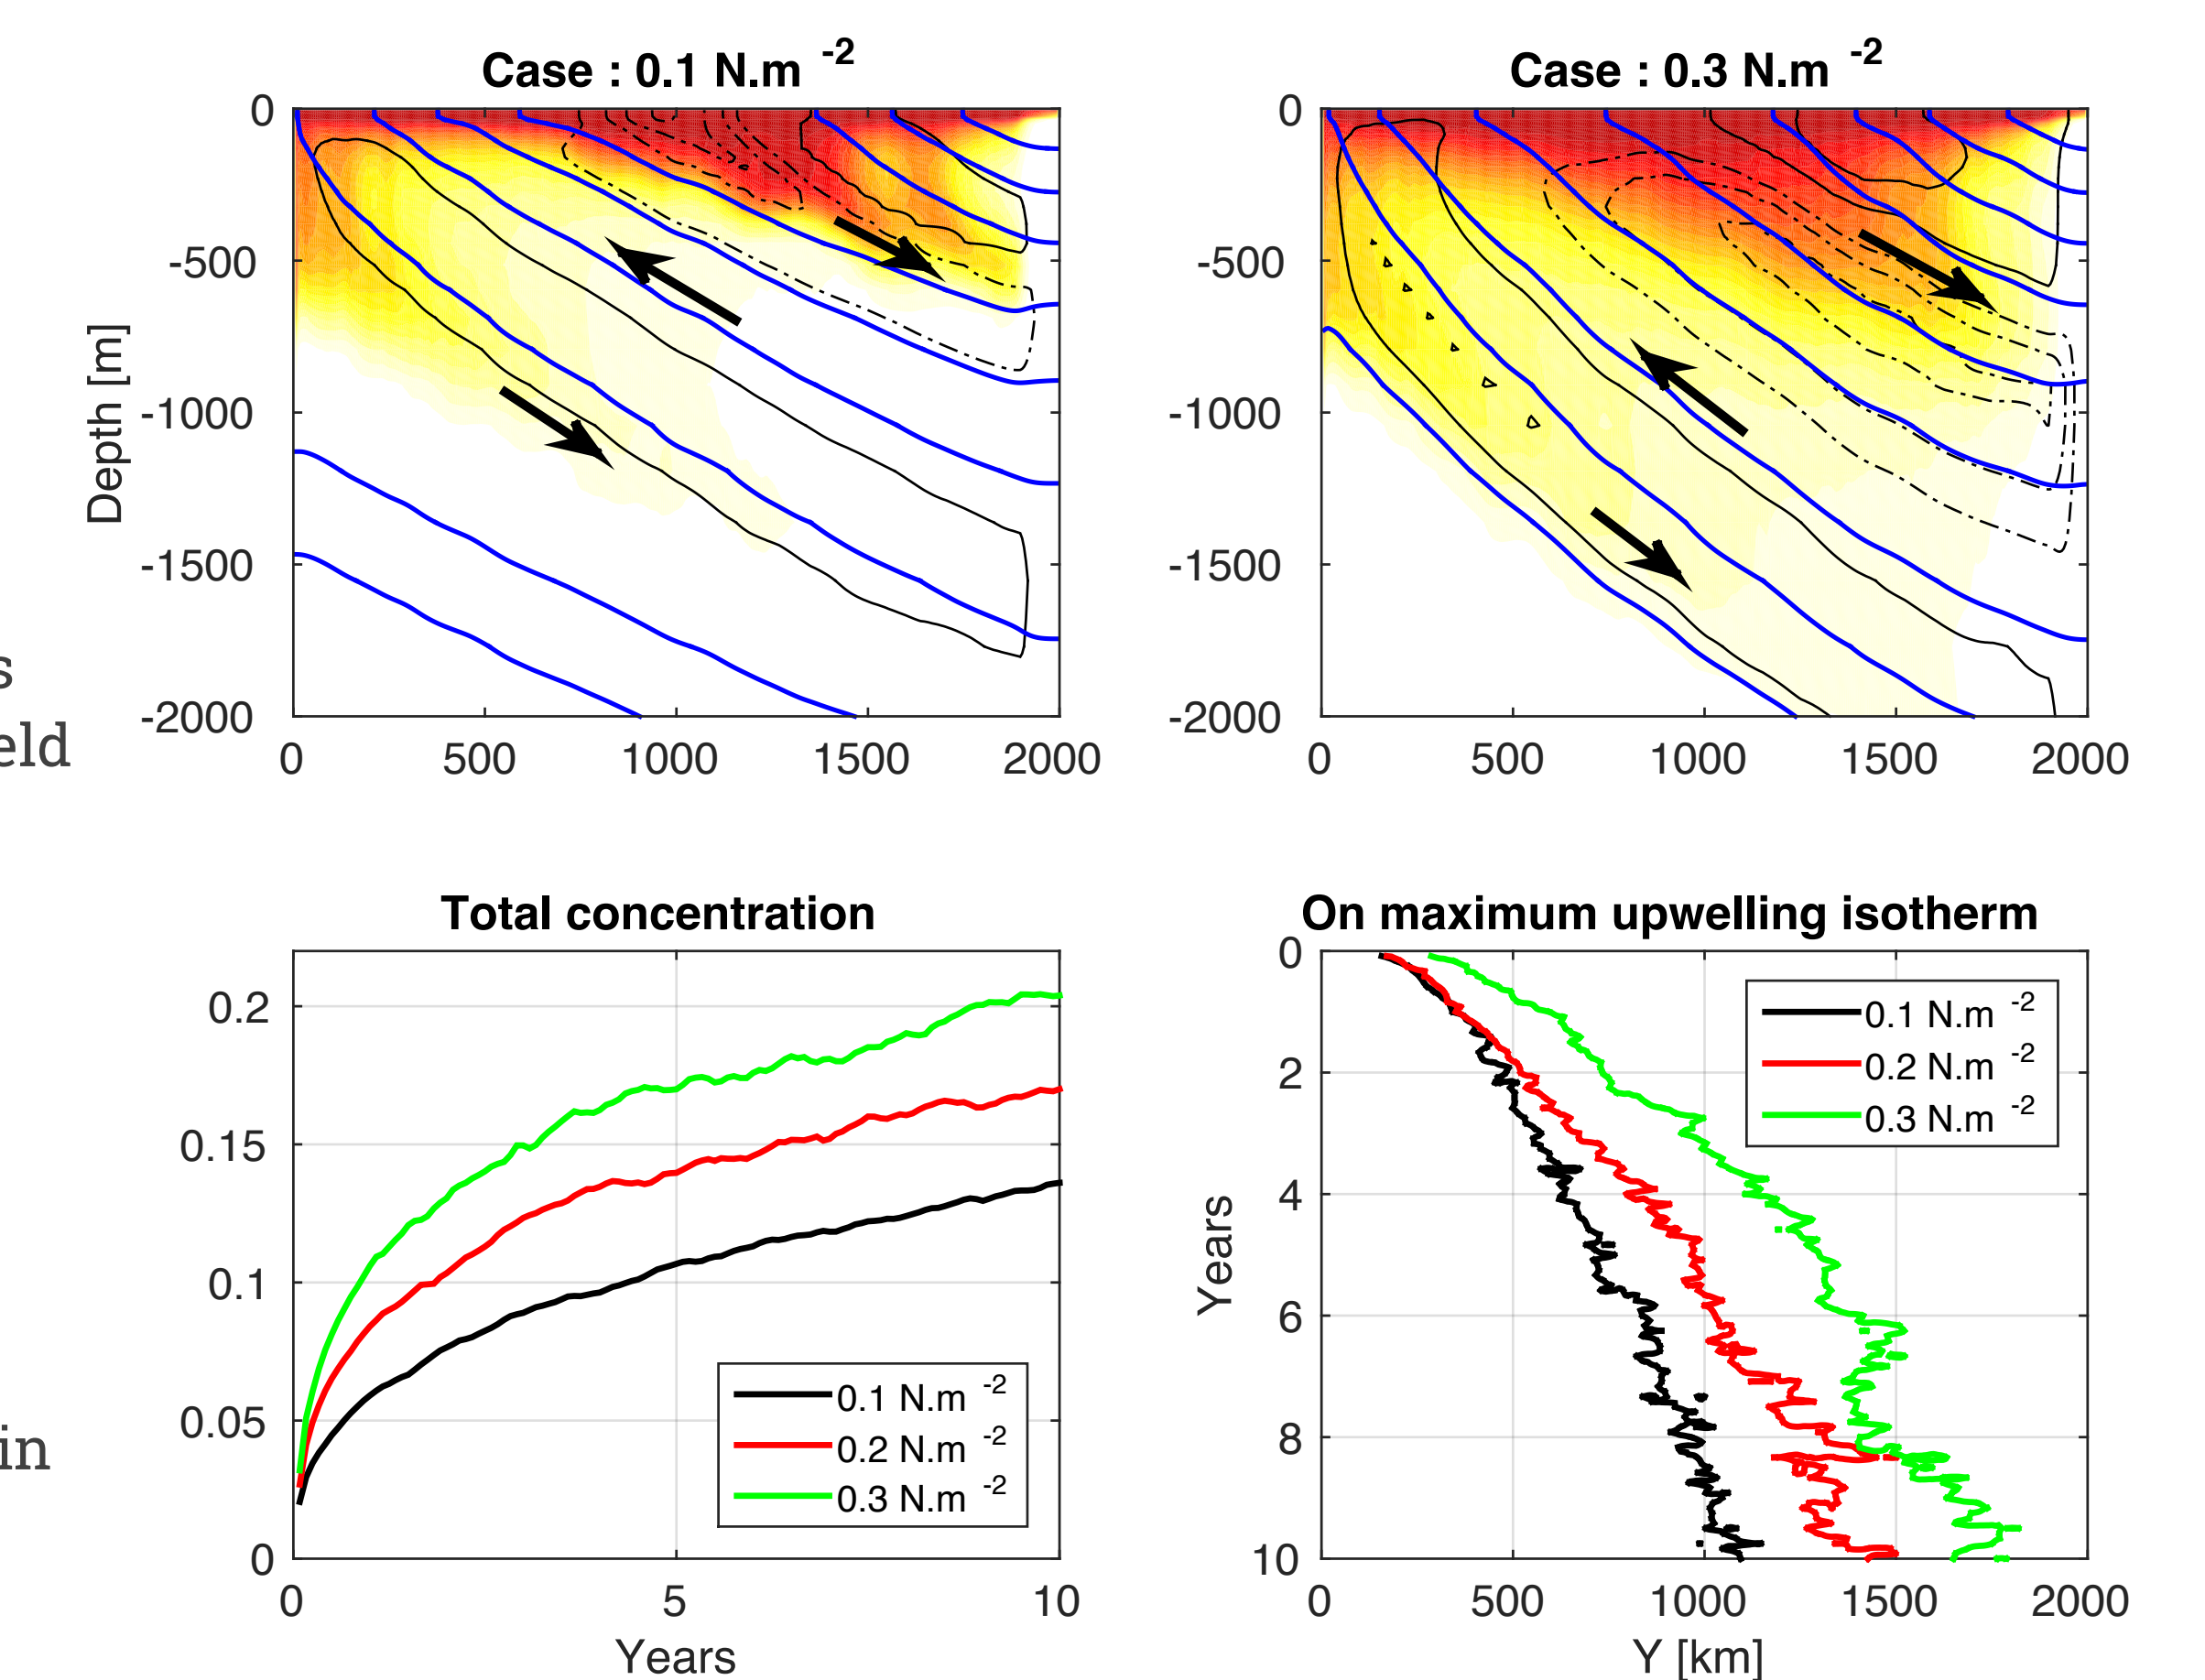 Case : 0.1 N.m -2
0
-500
-1000
-1500
-2000
Depth [m]
0 500 1000 1500 2000
Case : 0.3 N.m -2
0
-500
-1000
-1500
-2000
0 500 1000 1500 2000
s
eld
in
Total concentration
0.2
0.15
0.1
0.05
0
0 5 10
Years
0.1 N.m -2
0.2 N.m -2
0.3 N.m -2
On maximum upwelling isotherm
0
2
4
6
8
10
Years
0 500 1000 1500 2000
Y [km]
0.1 N.m -2
0.2 N.m -2
0.3 N.m -2